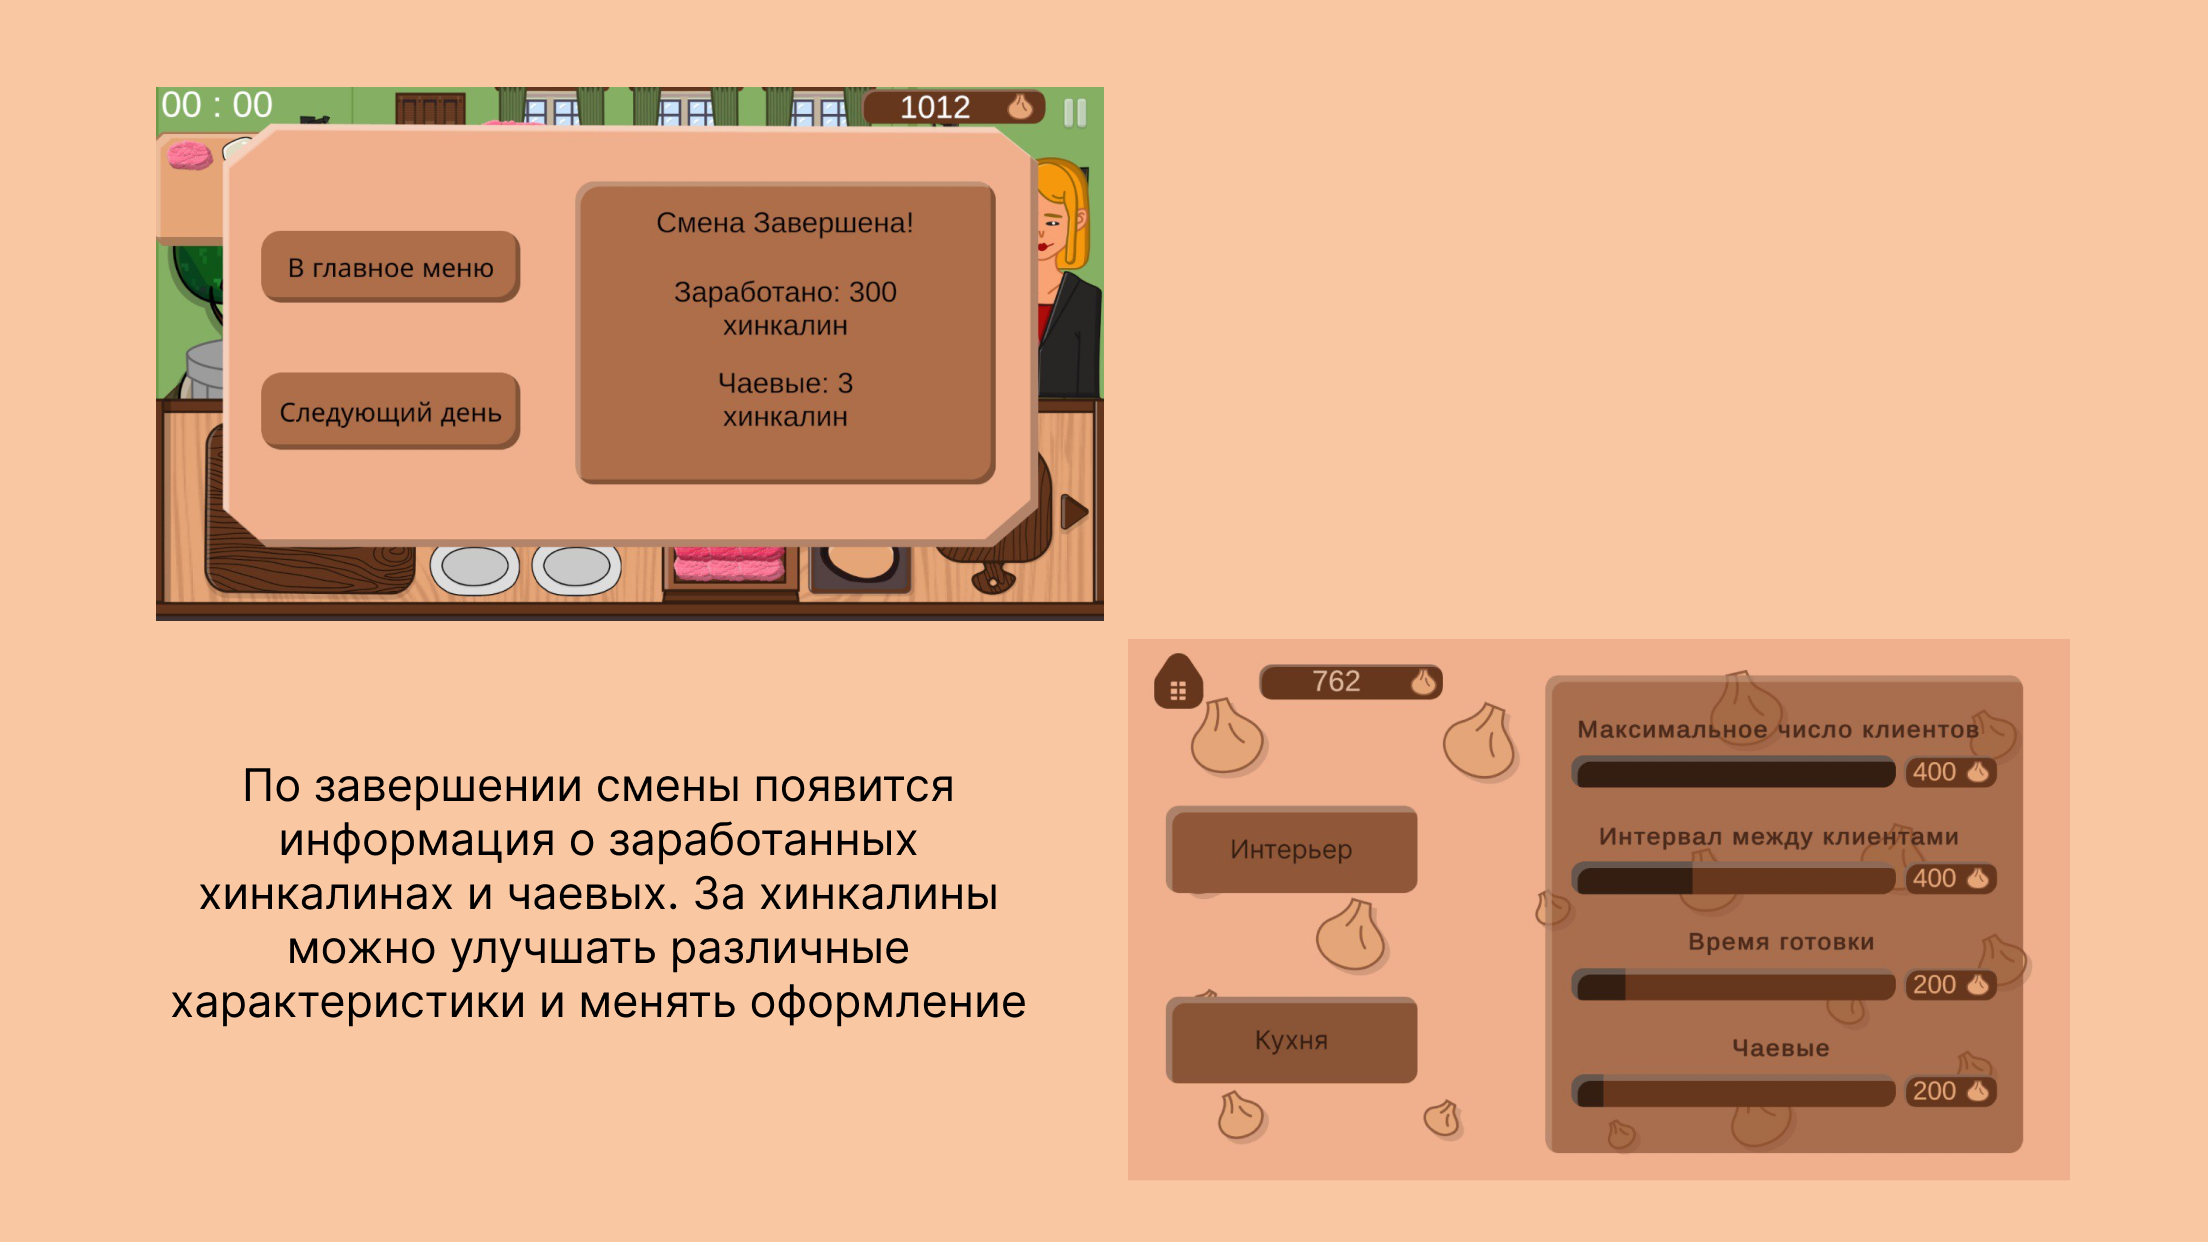 00 : 00
1012
Смена Завершена!
В главное меню
Заработано: 300
хинкалин
Чаевые: 3
хинкалин
Следующий день
По завершении смены появится
информация о заработанных
хинкалинах и чаевых. За хинкалины
можно улучшать различные
характеристики и менять оформление
762
Интерьер
Кухня
Максимальное число клиентов
400
Интервал между клиентами
400
Время готовки
200
Чаевые
200